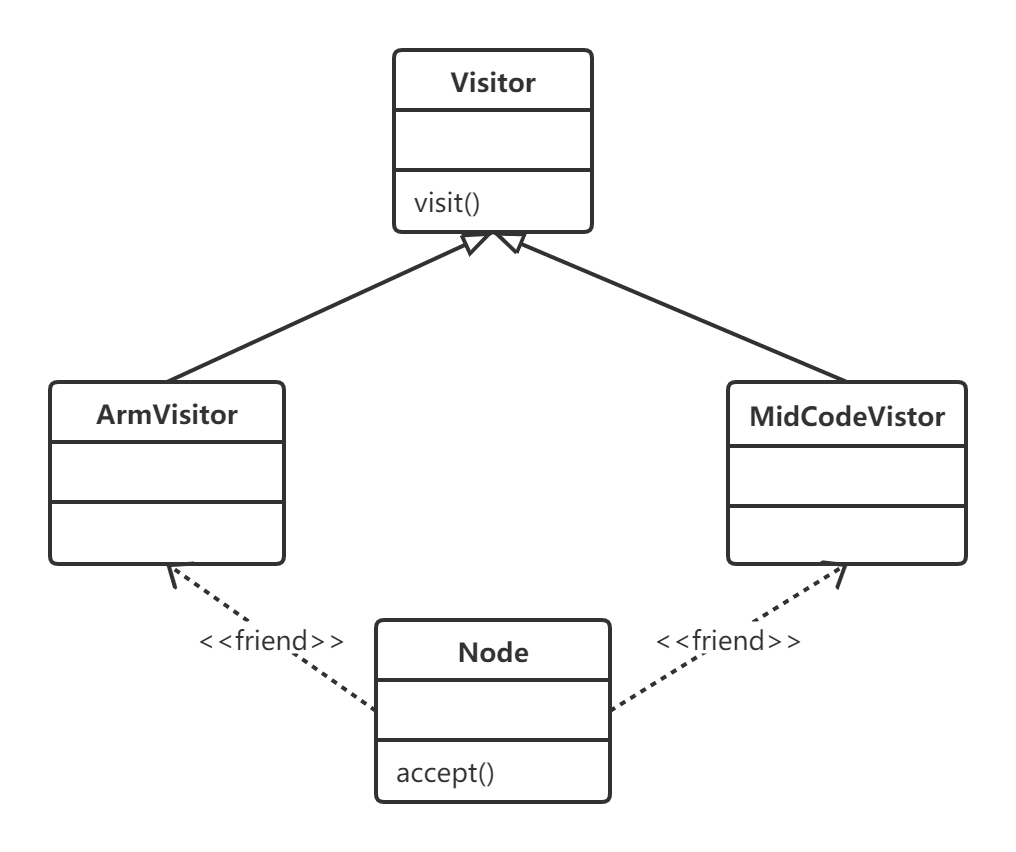 Visitor
visit()
ArmVisitor
MidCodeVistor
<<friend>>
<<friend>>
Node
accept()